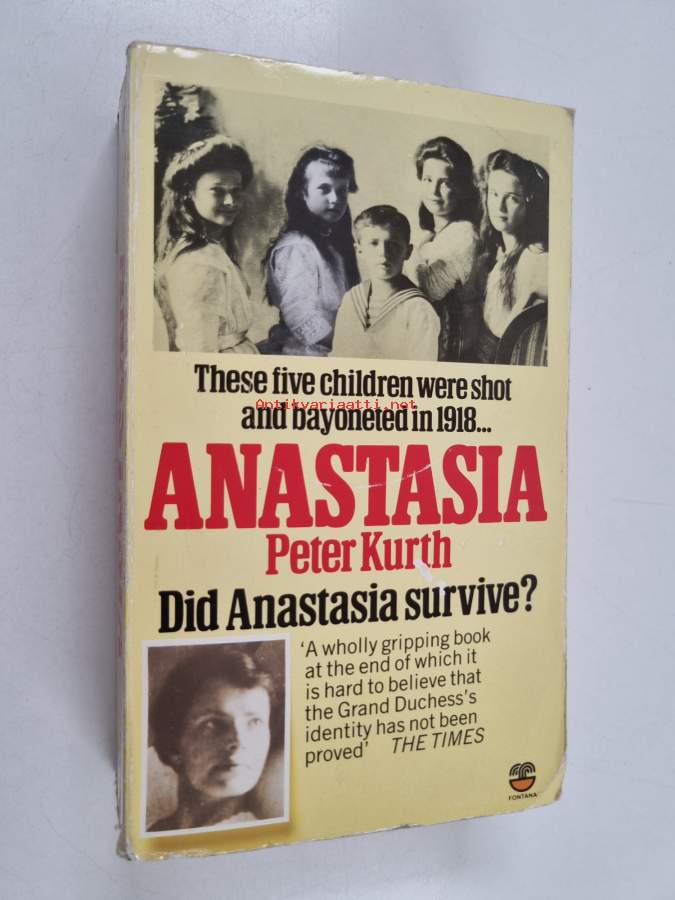 These five children were shot
and bayoneted in 1918...
Antikvariaatti.net
ANASTASIA
Peter Kurth
Did Anastasia survive?
'A wholly gripping book
at the end of which it
is hard to believe that
the Grand Duchess's
identity has not been
proved' THE TIMES
FONTANA